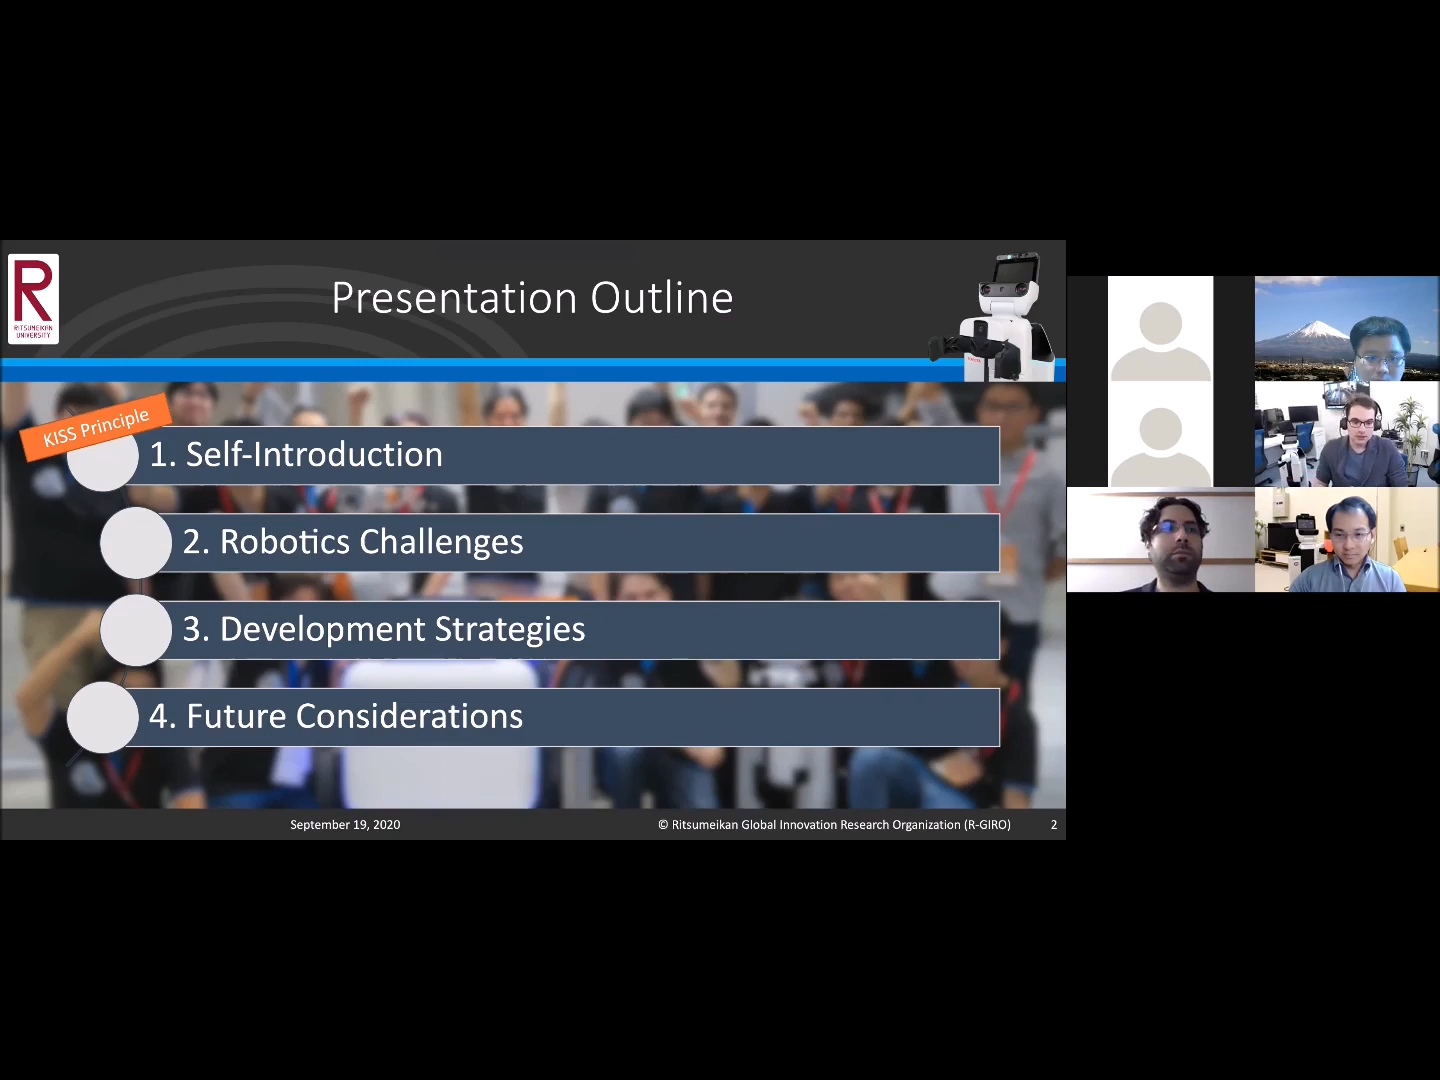 R
RITSUMEIKAN
UNIVERSITY
Presentation Outline
KISS Principle
1. Self-Introduction
2. Robotics Challenges
3. Development Strategies
4. Future Considerations
September 19, 2020
© Ritsumeikan Global Innovation Research Organization (R-GIRO)
2